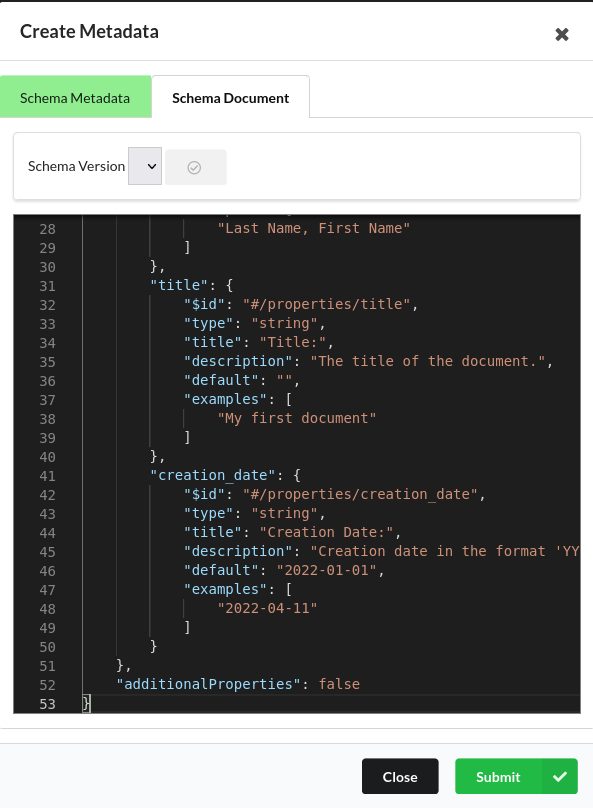 Create Metadata
Schema Metadata
Schema Document
Schema Version
28 "Last Name, First Name"
29 ]
30 },
31 "title": {
32 "$id": "#/properties/title",
33 "type": "string",
34 "title": "Title:",
35 "description": "The title of the document.",
36 "default": "",
37 "examples": [
38 "My first document"
39 ]
40 },
41 "creation_date": {
42 "$id": "#/properties/creation_date",
43 "type": "string",
44 "title": "Creation Date:",
45 "description": "Creation date in the format 'YY
46 "default": "2022-01-01",
47 "examples": [
48 "2022-04-11"
49 ]
50 }
51 },
52 "additionalProperties": false
53 }
Close
Submit